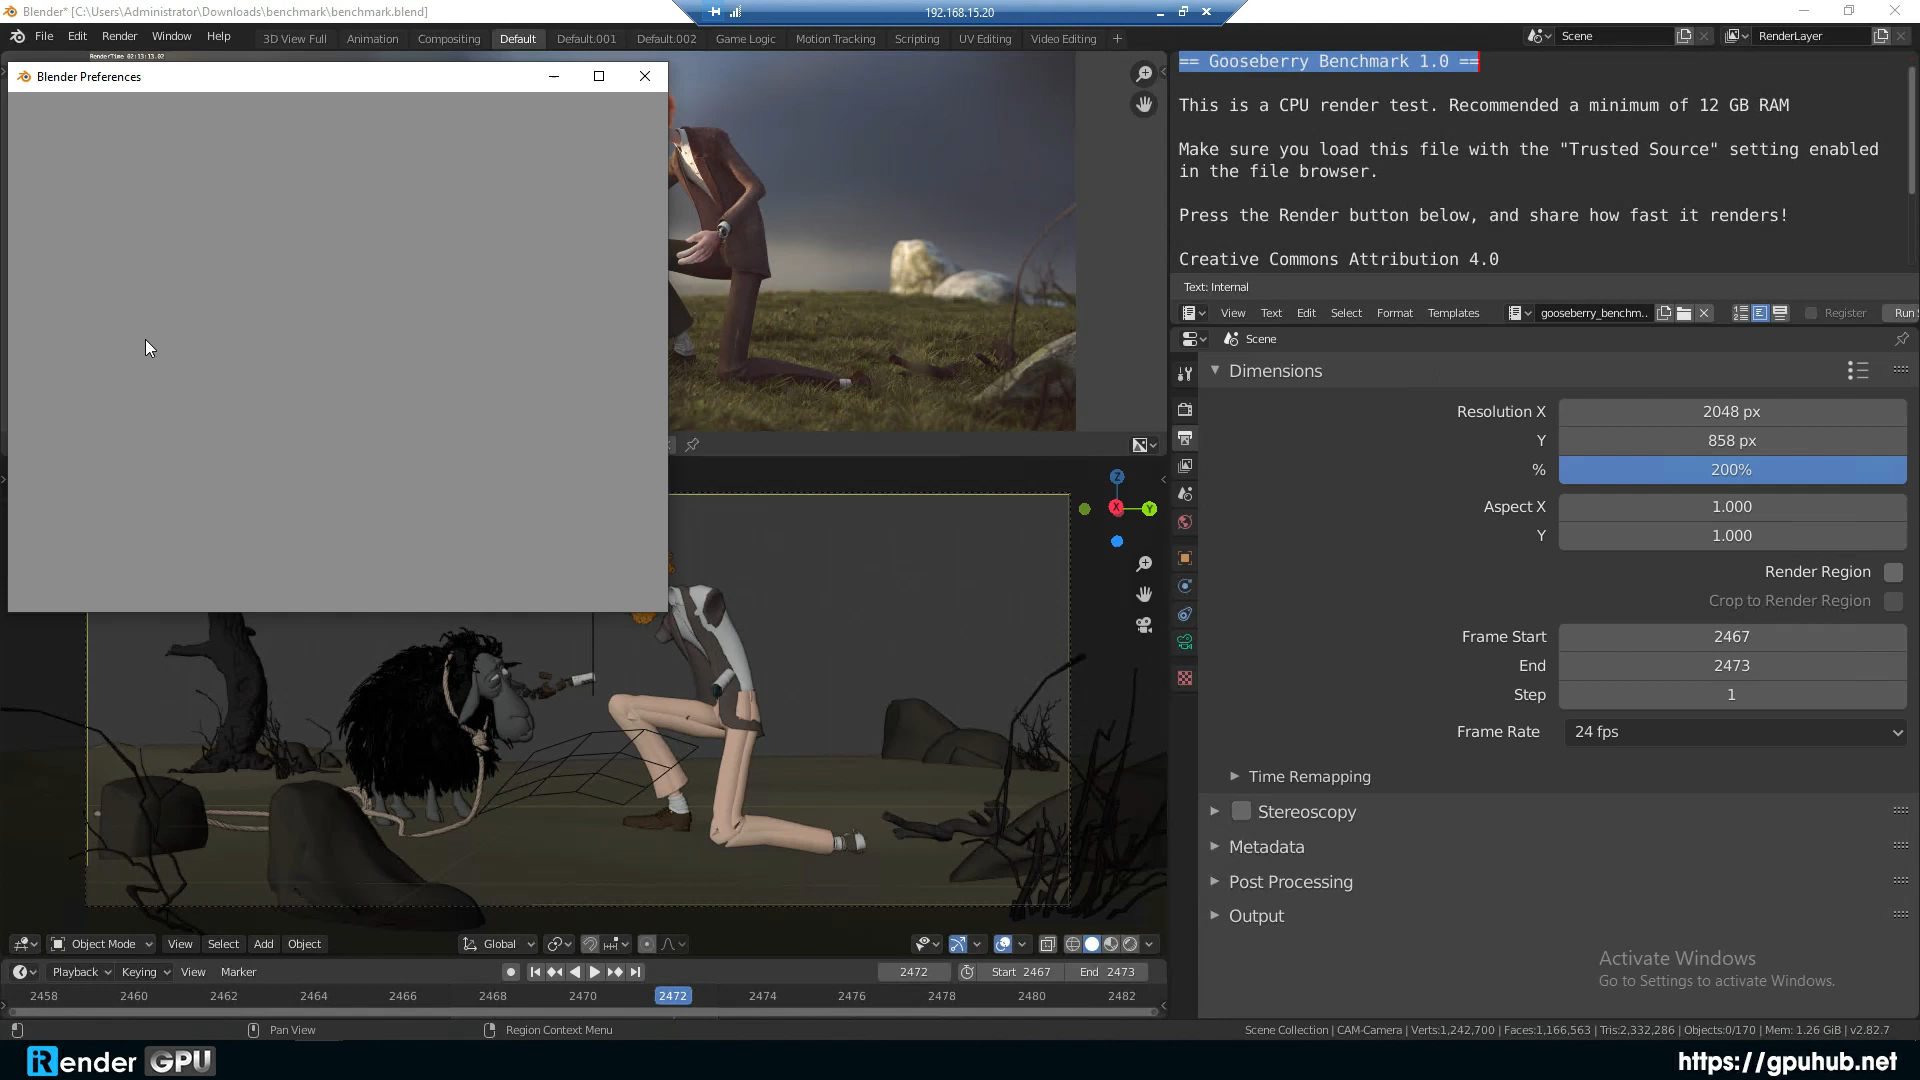 Blender* [C:\Users\Administrator\Downloads\benchmark\benchmark.blend]
192.168.15.20
File Edit Render Window Help
3D View Full Animation Compositing Default Default.001 Default.002 Game Logic Motion Tracking Scripting UV Editing Video Editing +
Scene
RenderLayer
RenderTime 02:13:13.02
Blender Preferences
== Gooseberry Benchmark 1.0 ==
This is a CPU render test. Recommended a minimum of 12 GB RAM
Make sure you load this file with the "Trusted Source" setting enabled
in the file browser.
Press the Render button below, and share how fast it renders!
Creative Commons Attribution 4.0
Text: Internal
View Text Edit Select Format Templates
gooseberry_benchm..
Register
Run
Scene
Dimensions
Resolution X 2048 px
Y 858 px
% 200%
Aspect X 1.000
Y 1.000
Render Region
Crop to Render Region
Frame Start 2467
End 2473
Step 1
Frame Rate 24 fps
Time Remapping
Stereoscopy
Metadata
Post Processing
Output
Z
X
Y
Activate Windows
Go to Settings to activate Windows.
Object Mode View Select Add Object
Global
Playback Keying View Marker
2472
Start 2467
End 2473
2458 2460 2462 2464 2466 2468 2470 2472 2474 2476 2478 2480 2482
Pan View
Region Context Menu
Scene Collection | CAM-Camera | Verts:1,242,700 | Faces:1,166,563 | Tris:2,332,286 | Objects:0/170 | Mem: 1.26 GiB | v2.82.7
iRender GPU
https://gpuhub.net